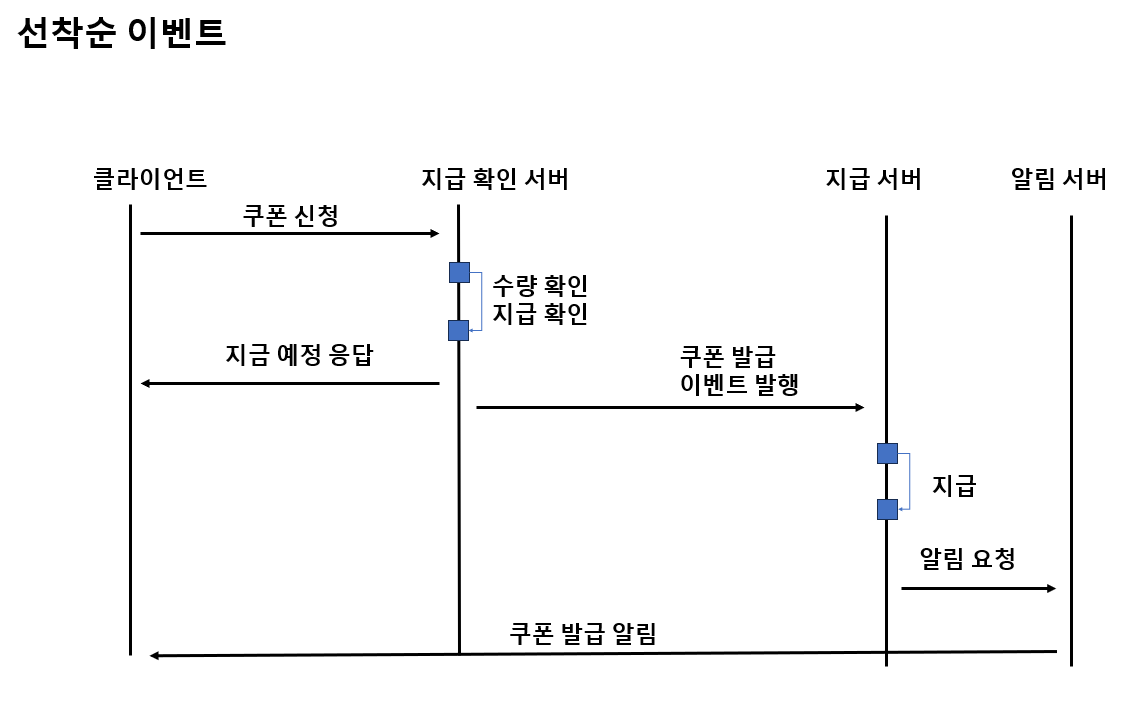 선착순 이벤트
클라이언트
지급 확인 서버
지급 서버
알림 서버
쿠폰 신청
수량 확인
지급 확인
지금 예정 응답
쿠폰 발급
이벤트 발행
지급
알림 요청
쿠폰 발급 알림